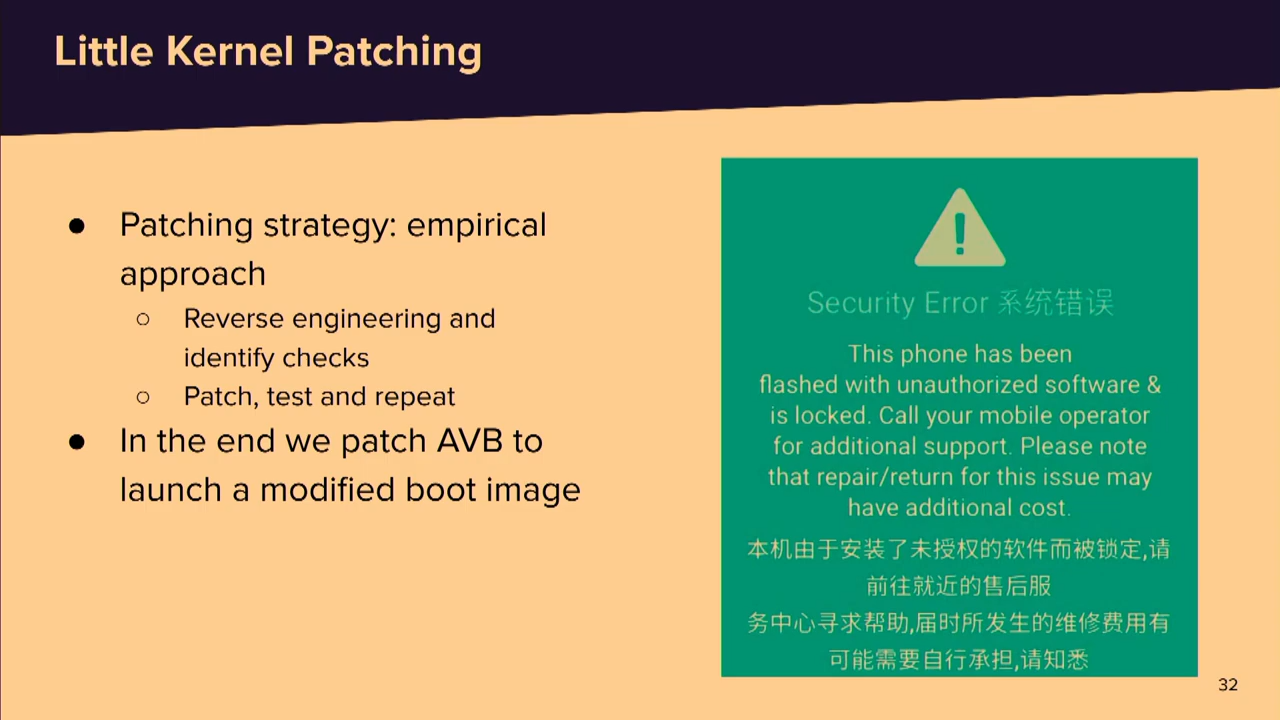 Little Kernel Patching
● Patching strategy: empirical
approach
○ Reverse engineering and
identify checks
○ Patch, test and repeat
● In the end we patch AVB to
launch a modified boot image
Security Error 系统错误
This phone has been
flashed with unauthorized software &
is locked. Call your mobile operator
for additional support. Please note
that repair/return for this issue may
have additional cost.
本机由于安装了未授权的软件而被锁定,请
前往就近的售后服
务中心寻求帮助,届时所发生的维修费用有
可能需要自行承担,请知悉
32